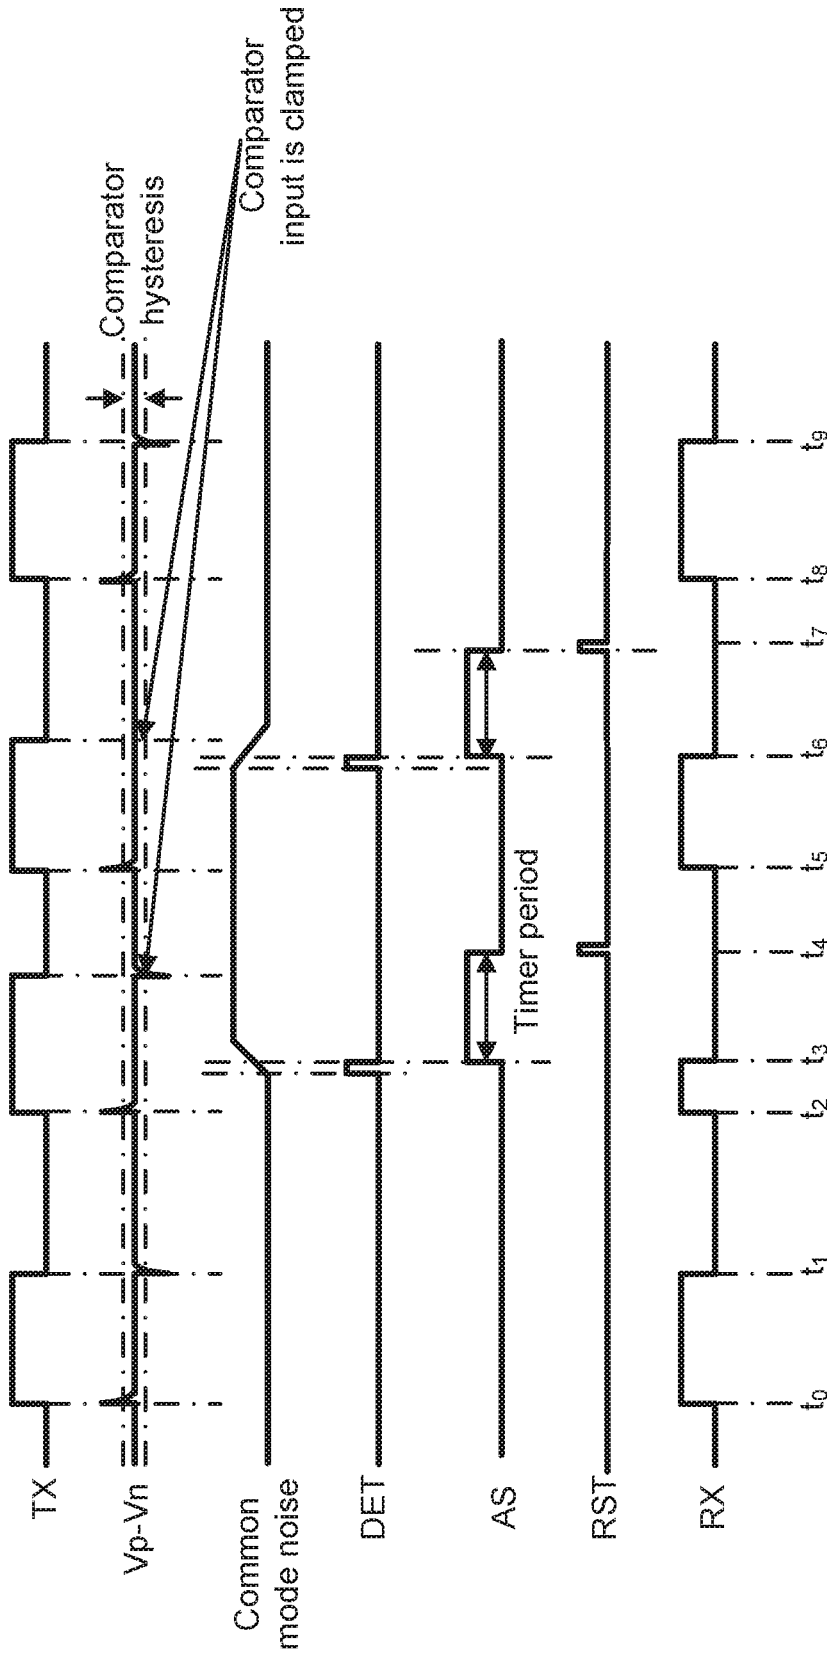 TX
Vp-Vn
Comparator
hysteresis
Comparator
input is clamped
Common
mode noise
DET
AS
Timer period
RST
RX
t0
t1
t2
t3
t4
t5
t6
t7
t8
t9